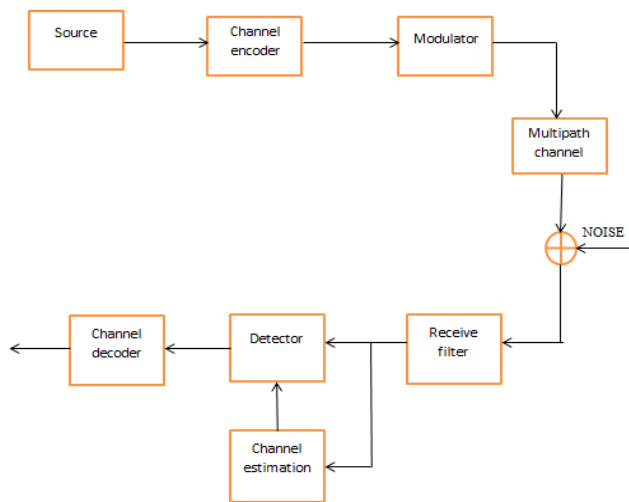 Source
Channel
encoder
Modulator
Multipath
channel
NOISE
Receive
filter
Detector
Channel
decoder
Channel
estimation